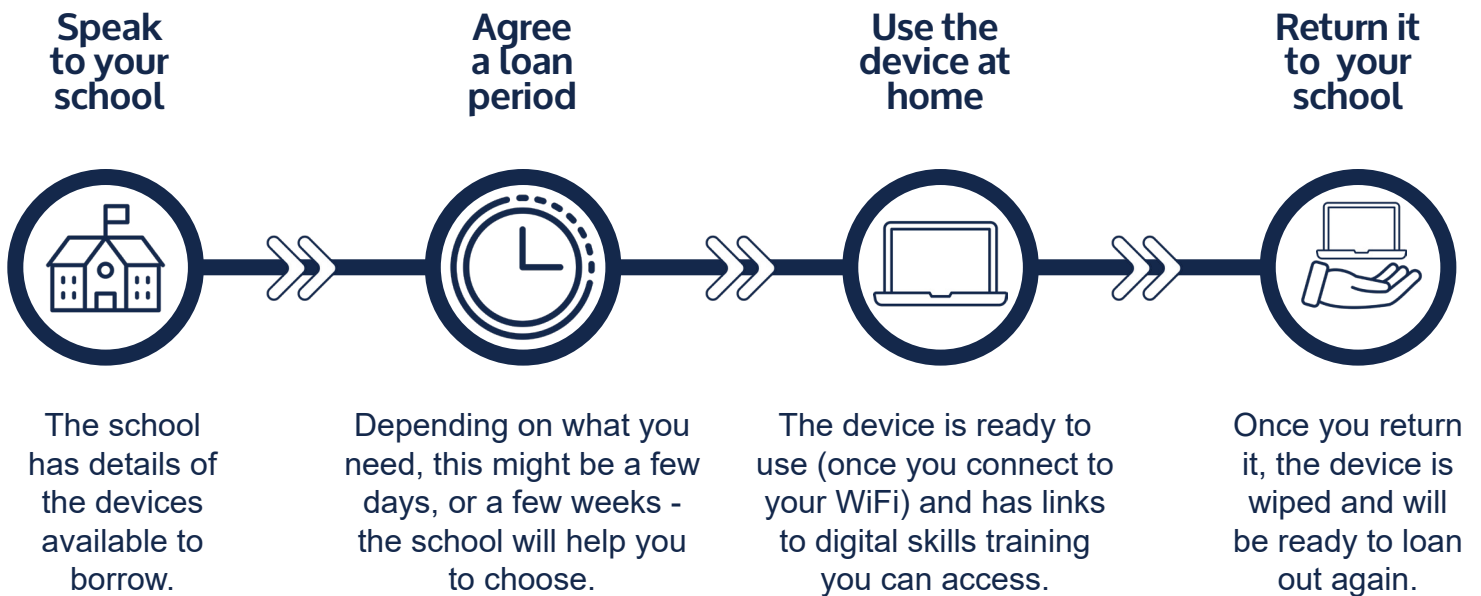 Speak
to your
school
Agree
a loan
period
Use the
device at
home
Return it
to your
school
The school
has details of
the devices
available to
borrow.
Depending on what you
need, this might be a few
days, or a few weeks -
the school will help you
to choose.
The device is ready to
use (once you connect to
your WiFi) and has links
to digital skills training
you can access.
Once you return
it, the device is
wiped and will
be ready to loan
out again.